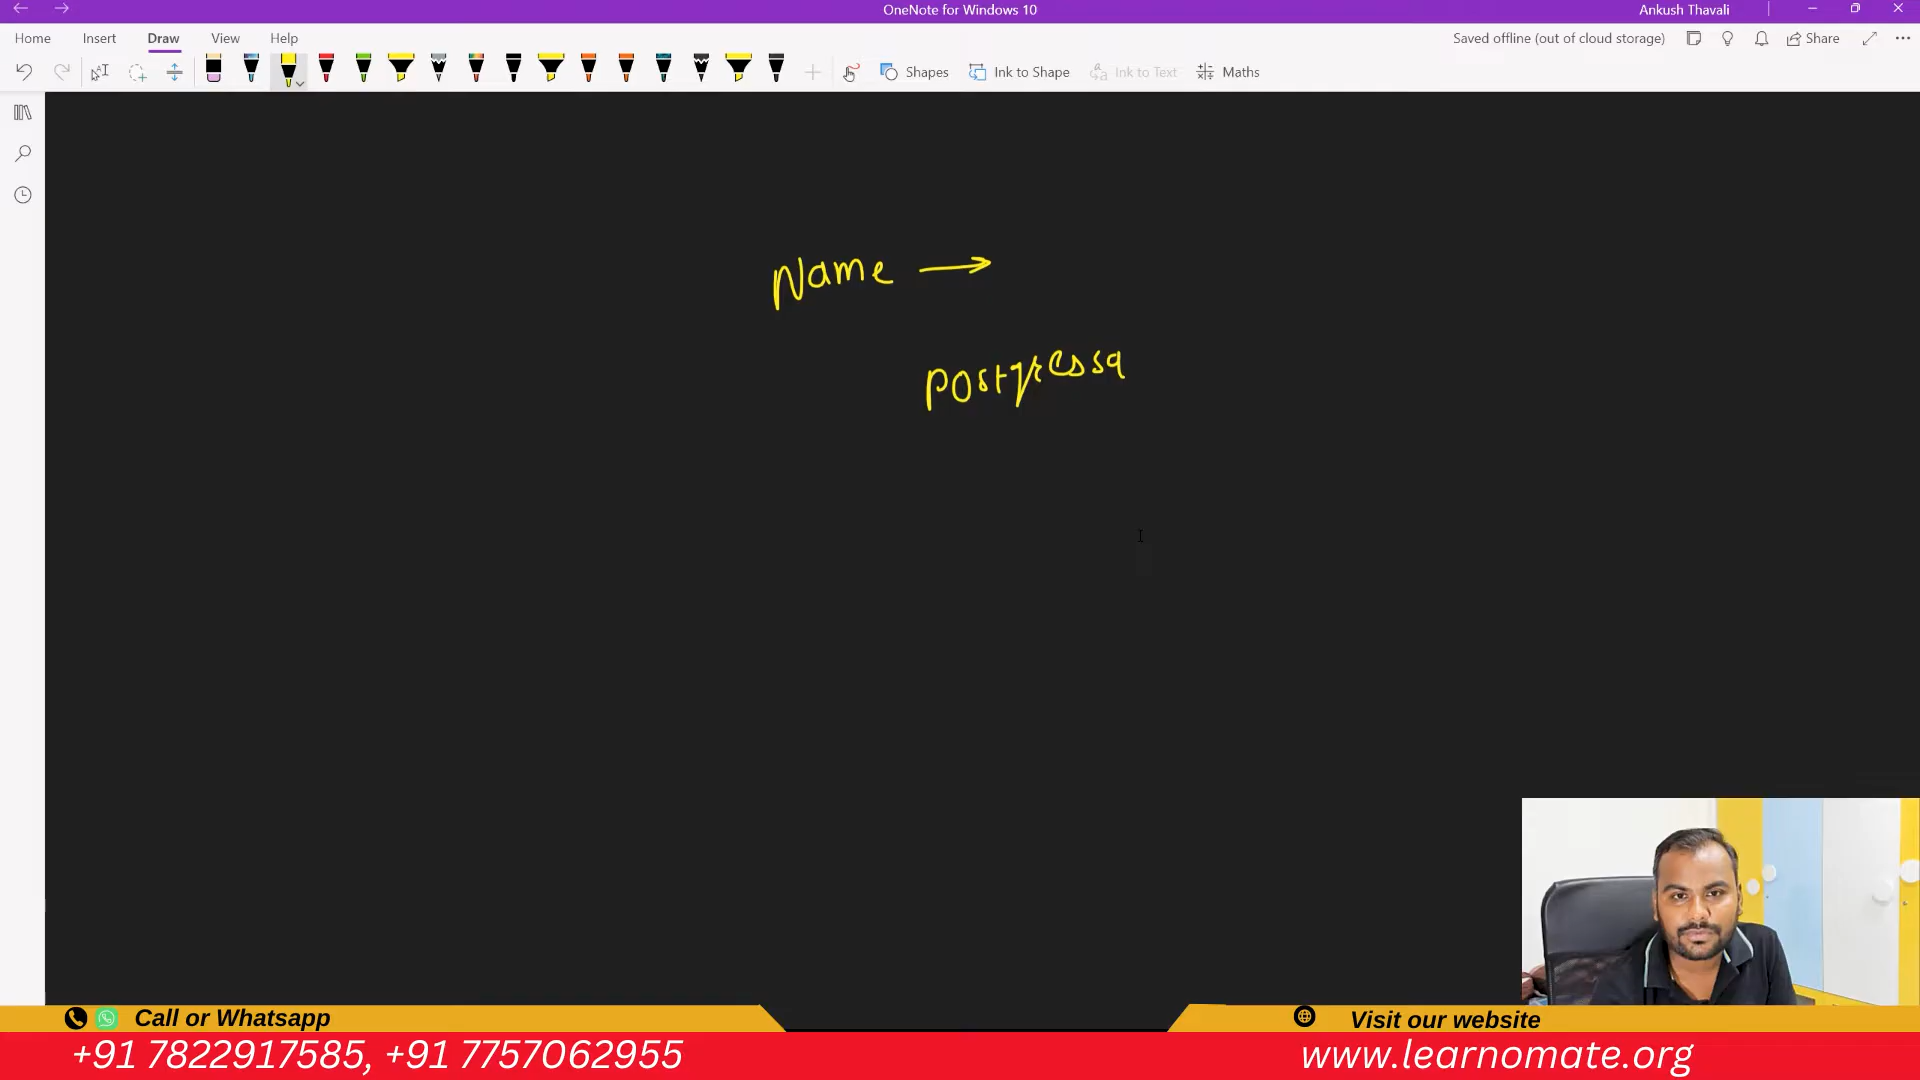 OneNote for Windows 10
Ankush Thavali
Home Insert Draw View Help
Saved offline (out of cloud storage)
Share
Shapes
Ink to Shape
Ink to Text
Maths
Name →
Postgressq
Call or Whatsapp
+91 7822917585, +91 7757062955
Visit our website
www.learnomate.org